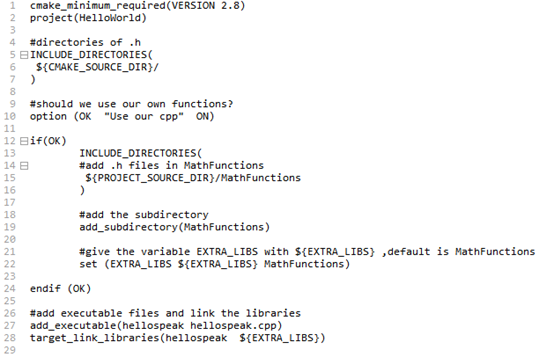 1 cmake_minimum_required(VERSION 2.8)
2 project(HelloWorld)
3
4 #directories of .h
5 INCLUDE_DIRECTORIES(
6 ${CMAKE_SOURCE_DIR}/
7 )
8
9 #should we use our own functions?
10 option (OK "Use our cpp" ON)
11
12 if(OK)
13 INCLUDE_DIRECTORIES(
14 #add .h files in MathFunctions
15 ${PROJECT_SOURCE_DIR}/MathFunctions
16 )
17
18 #add the subdirectory
19 add_subdirectory(MathFunctions)
20
21 #give the variable EXTRA_LIBS with ${EXTRA_LIBS} ,default is MathFunctions
22 set (EXTRA_LIBS ${EXTRA_LIBS} MathFunctions)
23
24 endif (OK)
25
26 #add executable files and link the libraries
27 add_executable(hellospeak hellospeak.cpp)
28 target_link_libraries(hellospeak ${EXTRA_LIBS})
29